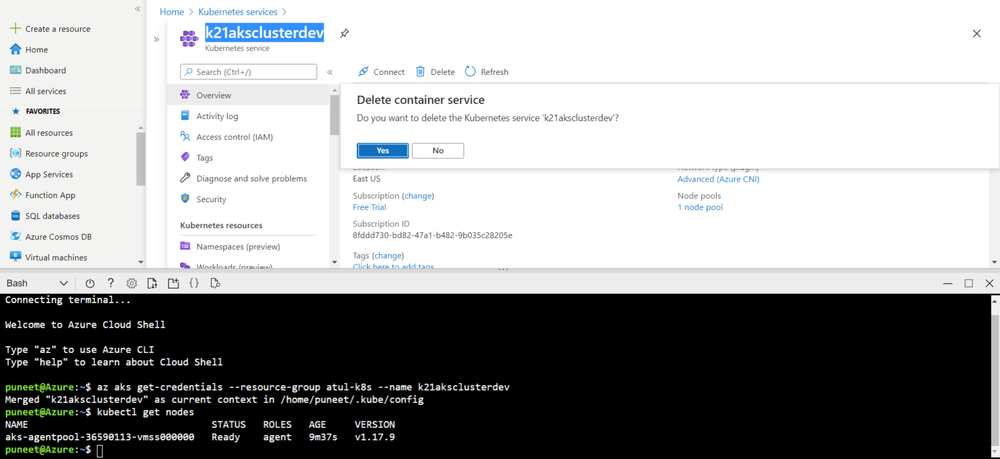 Home > Kubernetes services >
k21aksclusterdev
Kubernetes service
Create a resource
Home
Dashboard
All services
FAVORITES
All resources
Resource groups
App Services
Function App
SQL databases
Azure Cosmos DB
Virtual machines
Search (Ctrl+/)
Overview
Activity log
Access control (IAM)
Tags
Diagnose and solve problems
Security
Kubernetes resources
Namespaces (preview)
Workloads (preview)
Connect Delete Refresh
Delete container service
Do you want to delete the Kubernetes service 'k21aksclusterdev'?
Yes No
Location
East US
Subscription (change)
Free Trial
Subscription ID
8fddd730-bd82-47a1-b482-9b035c28205e
Tags (change)
Click here to add tags
Network type (plugin)
Advanced (Azure CNI)
Node pools
1 node pool
Bash
Connecting terminal...
Welcome to Azure Cloud Shell
Type "az" to use Azure CLI
Type "help" to learn about Cloud Shell
puneet@Azure:~$ az aks get-credentials --resource-group atul-k8s --name k21aksclusterdev
Merged "k21aksclusterdev" as current context in /home/puneet/.kube/config
puneet@Azure:~$ kubectl get nodes
NAME STATUS ROLES AGE VERSION
aks-agentpool-36590113-vmss000000 Ready agent 9m37s v1.17.9
puneet@Azure:~$